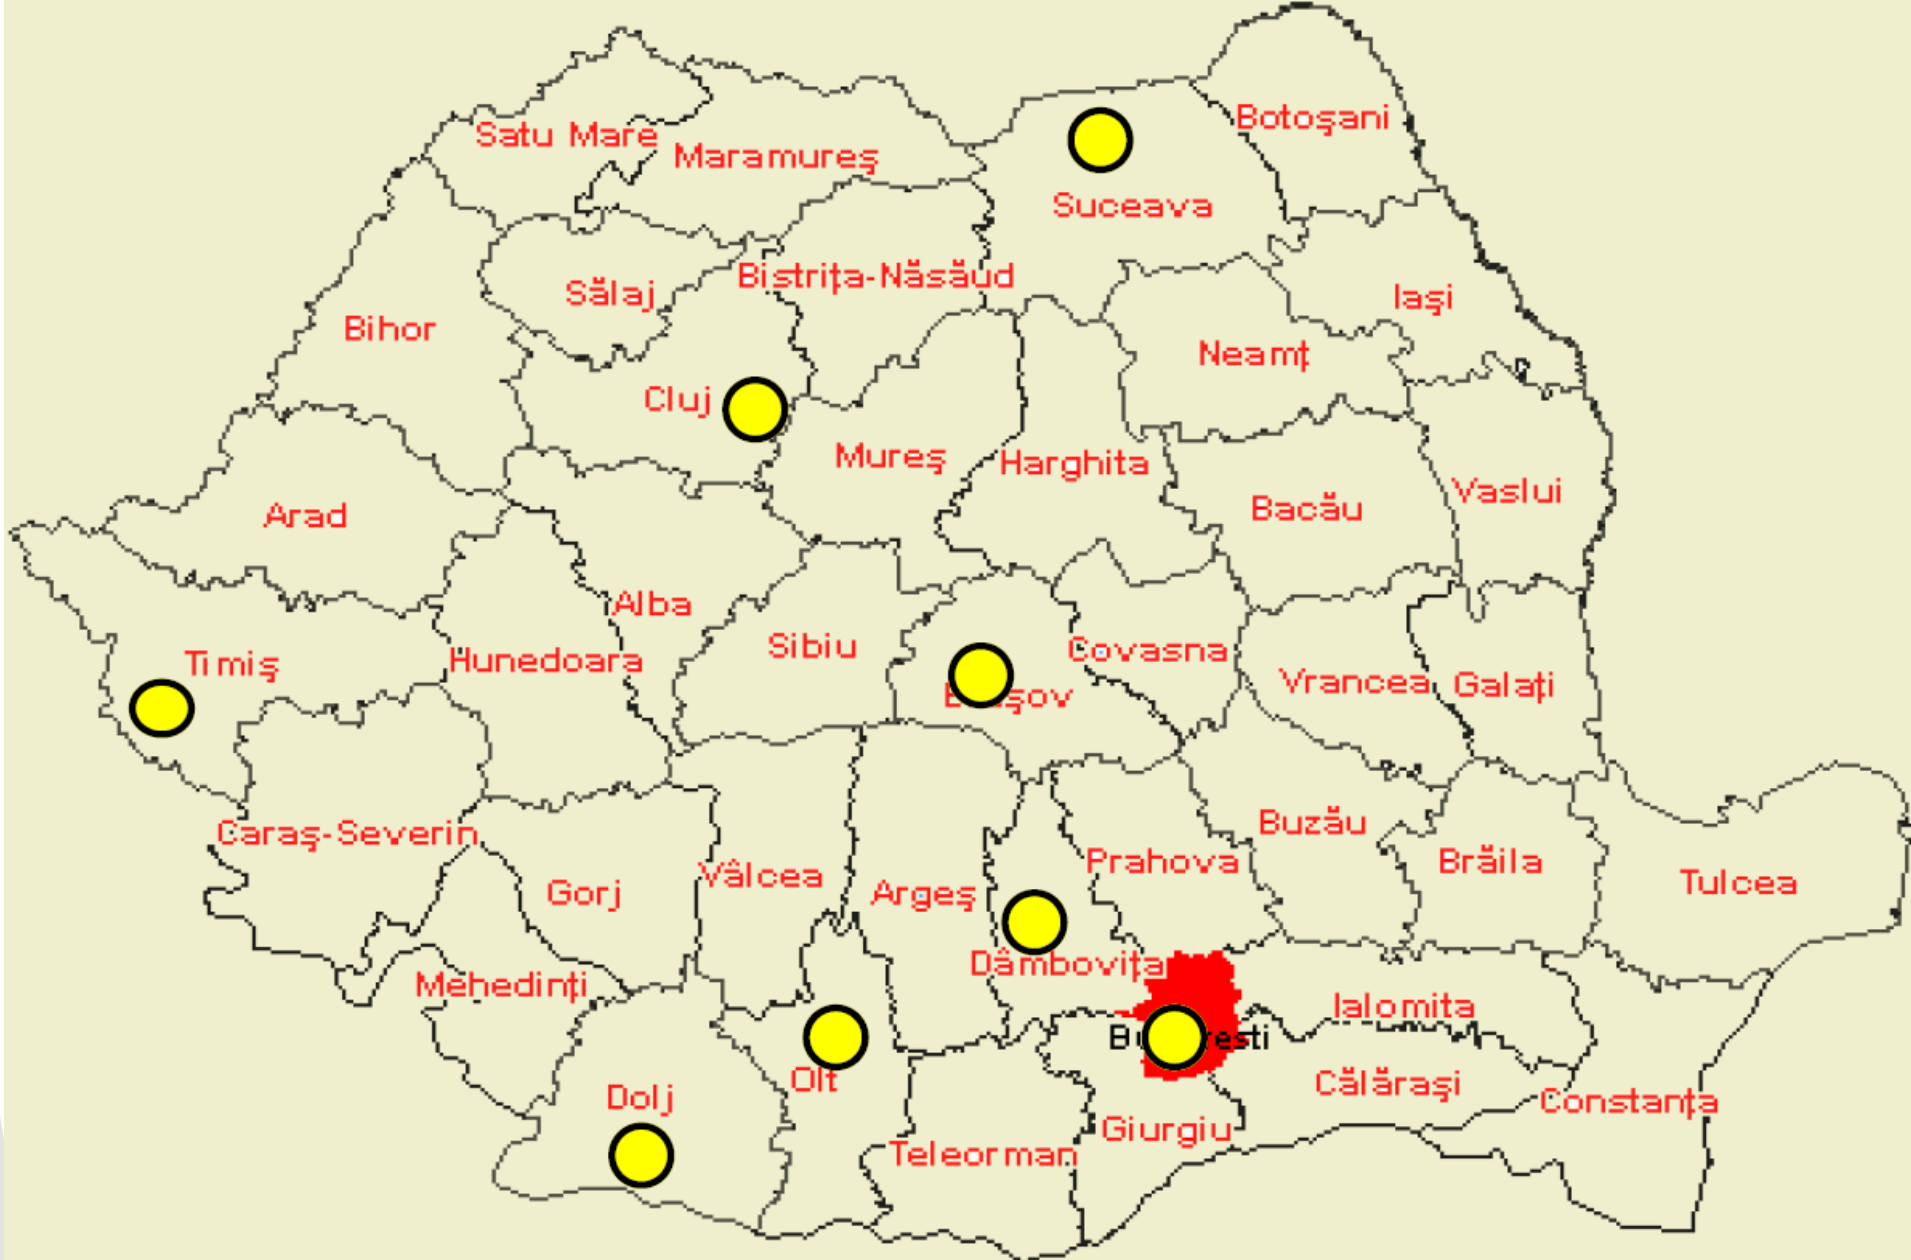 Botoşani
Satu Mare
Maramureş
Suceava
Bistriţa-Năsăud
Sălaj
Iaşi
Bihor
Neamţ
Cluj
Mureş
Harghita
Vaslui
Bacău
Arad
Alba
Sibiu
Covasna
Timiş
Hunedoara
Vrancea
Galaţi
Buzău
Caraş-Severin
Prahova
Brăila
Vâlcea
Argeş
Gorj
Tulcea
Dâmboviţa
Mehedinţi
Ialomita
Olt
Călăraşi
Dolj
Constanţa
Giurgiu
Teleorman